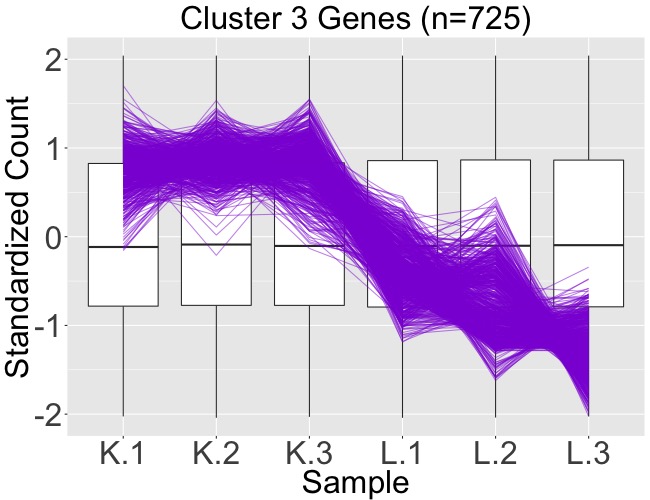 Cluster 3 Genes (n=725)
Standardized Count
2
1
0
-1
-2
K.1 K.2 K.3 L.1 L.2 L.3
Sample